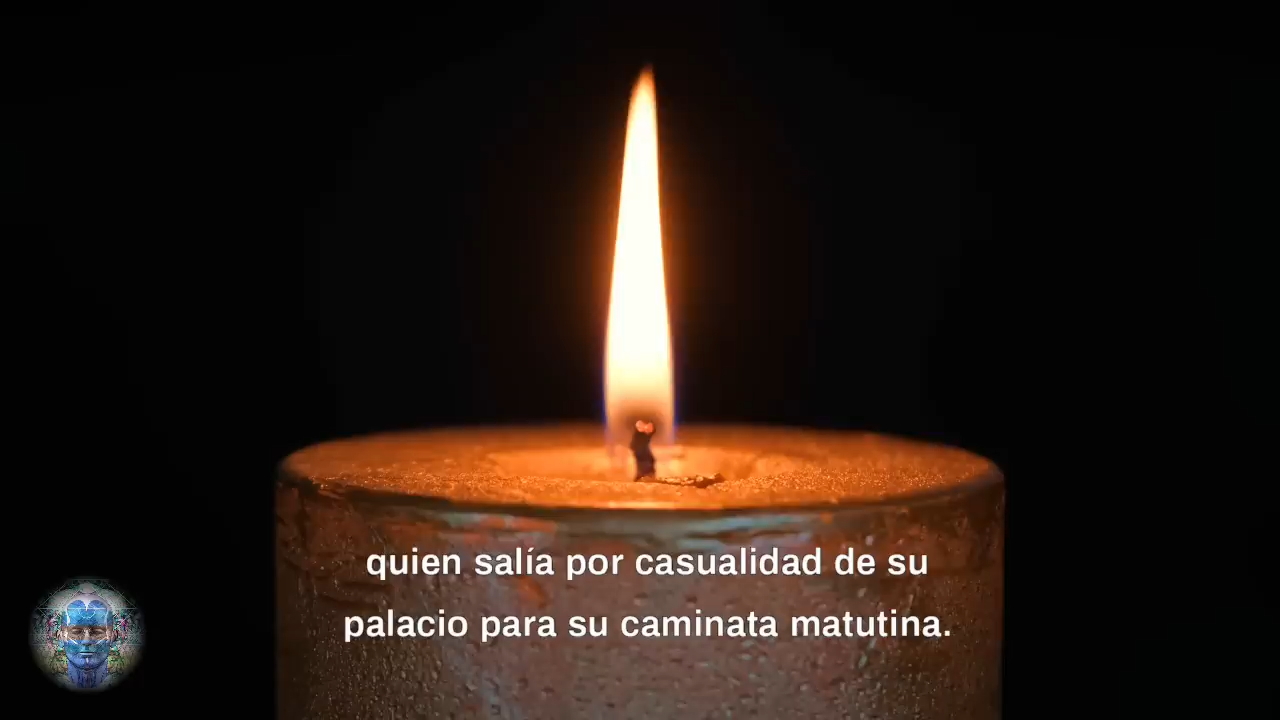 quien salía por casualidad de su
palacio para su caminata matutina.